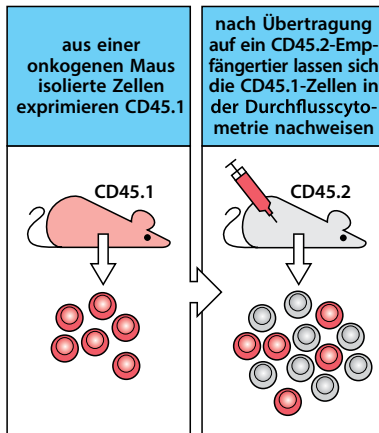 aus einer
onkogenen Maus
isolierte Zellen
exprimieren CD45.1
nach Übertragung
auf ein CD45.2-Emp-
fängertier lassen sich
die CD45.1-Zellen in
der Durchflusscyto-
metrie nachweisen
CD45.1
CD45.2